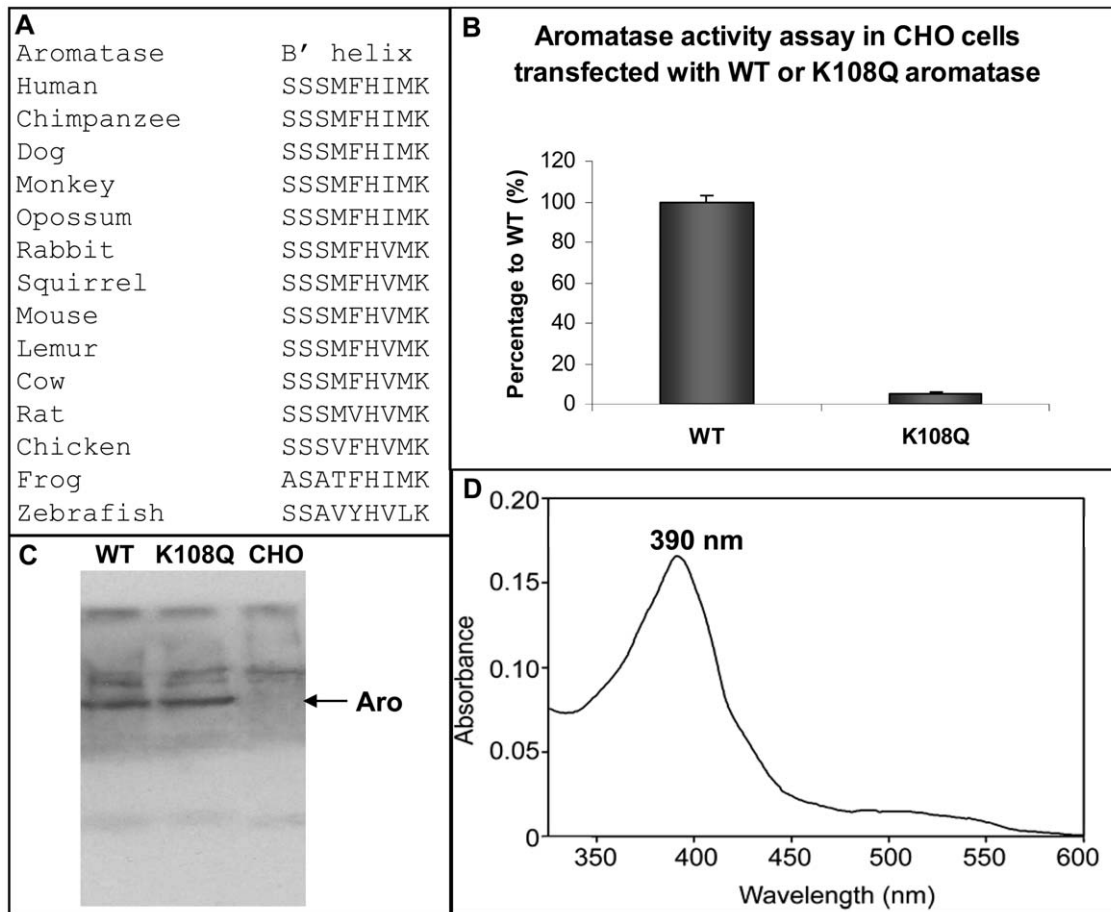 A
Aromatase B′ helix
Human SSSMFHIMK
Chimpanzee SSSMFHIMK
Dog SSSMFHIMK
Monkey SSSMFHIMK
Opossum SSSMFHIMK
Rabbit SSSMFHVMK
Squirrel SSSMFHVMK
Mouse SSSMFHVMK
Lemur SSSMFHVMK
Cow SSSMFHVMK
Rat SSSMVHVMK
Chicken SSSVFHVMK
Frog ASATFHIMK
Zebrafish SSAVYHVLK
B
Aromatase activity assay in CHO cells
transfected with WT or K108Q aromatase
Percentage to WT (%)
120
100
80
60
40
20
0
WT K108Q
C
WT K108Q CHO
Aro
D
390 nm
Absorbance
0.20
0.15
0.10
0.05
0
350 400 450 500 550 600
Wavelength (nm)